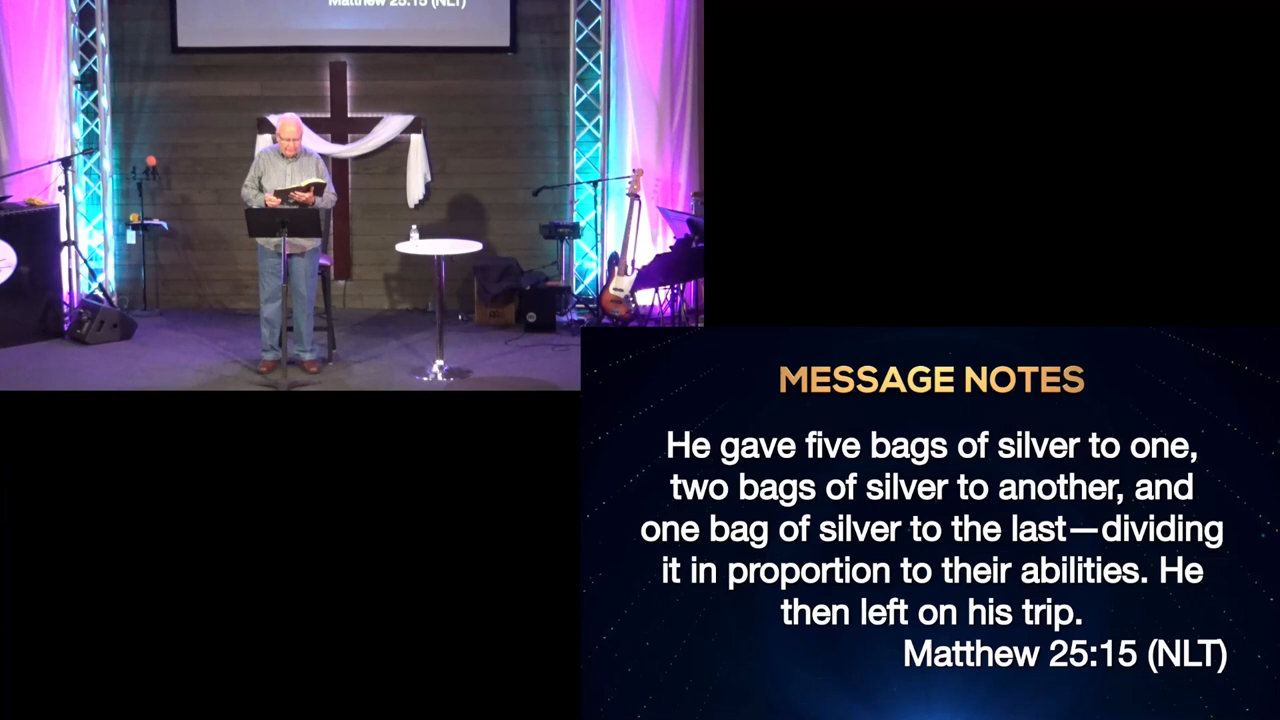 Matthew 25:15 (NLT)
MESSAGE NOTES
He gave five bags of silver to one,
two bags of silver to another, and
one bag of silver to the last—dividing
it in proportion to their abilities. He
then left on his trip.
Matthew 25:15 (NLT)